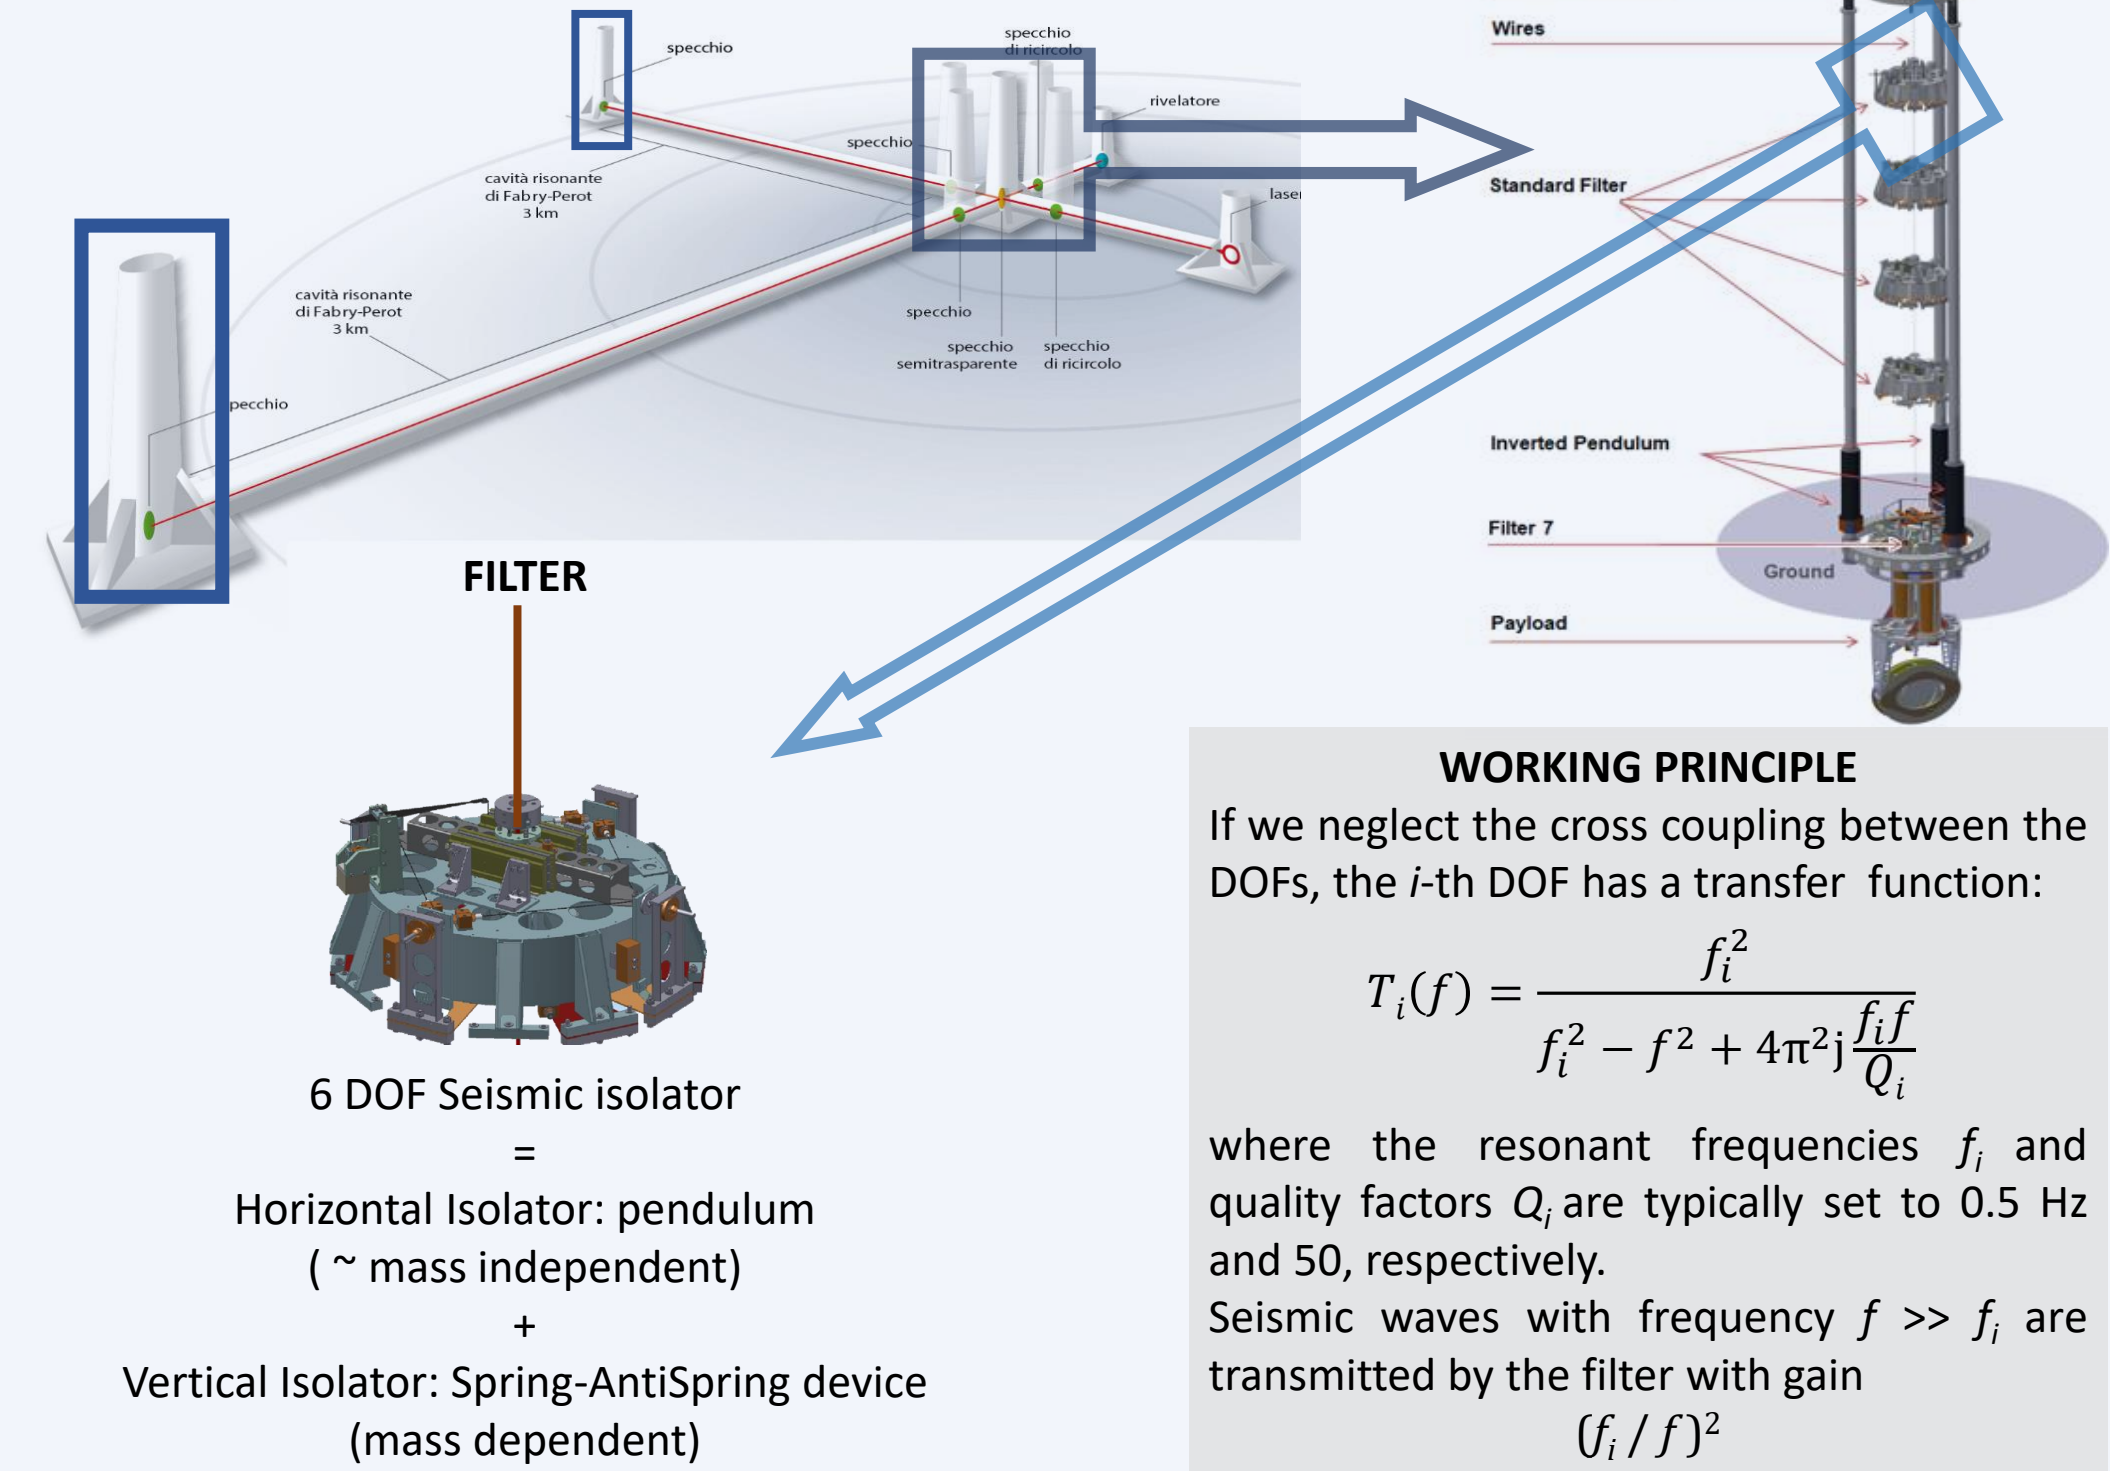 specchio
specchio
di ricircolo
rivelatore
specchio
cavità risonante
di Fabry-Perot
3 km
laser
cavità risonante
di Fabry-Perot
3 km
specchio
specchio
semitrasparente
specchio
di ricircolo
pecchio
Wires
Standard Filter
Inverted Pendulum
Filter 7
Ground
Payload
FILTER
6 DOF Seismic isolator
=
Horizontal Isolator: pendulum
( ~ mass independent)
+
Vertical Isolator: Spring-AntiSpring device
(mass dependent)
WORKING PRINCIPLE
If we neglect the cross coupling between the
DOFs, the i-th DOF has a transfer function:
T_i(f) = f_i^2 / (f_i^2 − f^2 + 4π^2 j f_i f / Q_i)
where the resonant frequencies f_i and
quality factors Q_i are typically set to 0.5 Hz
and 50, respectively.
Seismic waves with frequency f >> f_i are
transmitted by the filter with gain
(f_i / f)^2